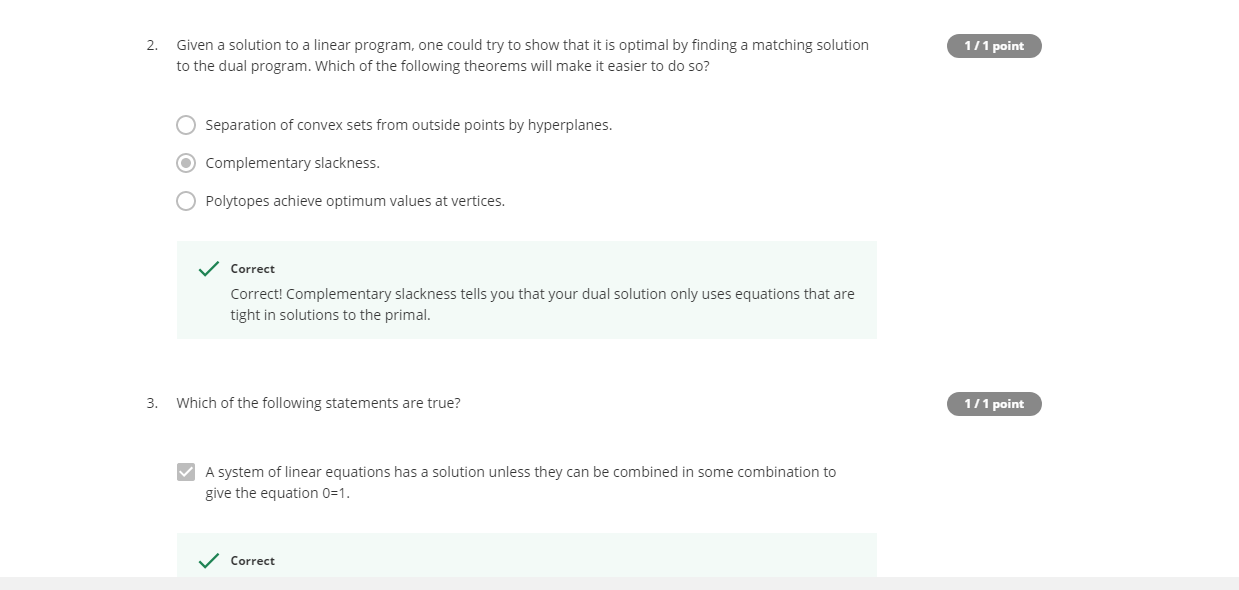 2. Given a solution to a linear program, one could try to show that it is optimal by finding a matching solution
to the dual program. Which of the following theorems will make it easier to do so?
1 / 1 point
Separation of convex sets from outside points by hyperplanes.
Complementary slackness.
Polytopes achieve optimum values at vertices.
Correct
Correct! Complementary slackness tells you that your dual solution only uses equations that are
tight in solutions to the primal.
3. Which of the following statements are true?
1 / 1 point
A system of linear equations has a solution unless they can be combined in some combination to
give the equation 0=1.
Correct